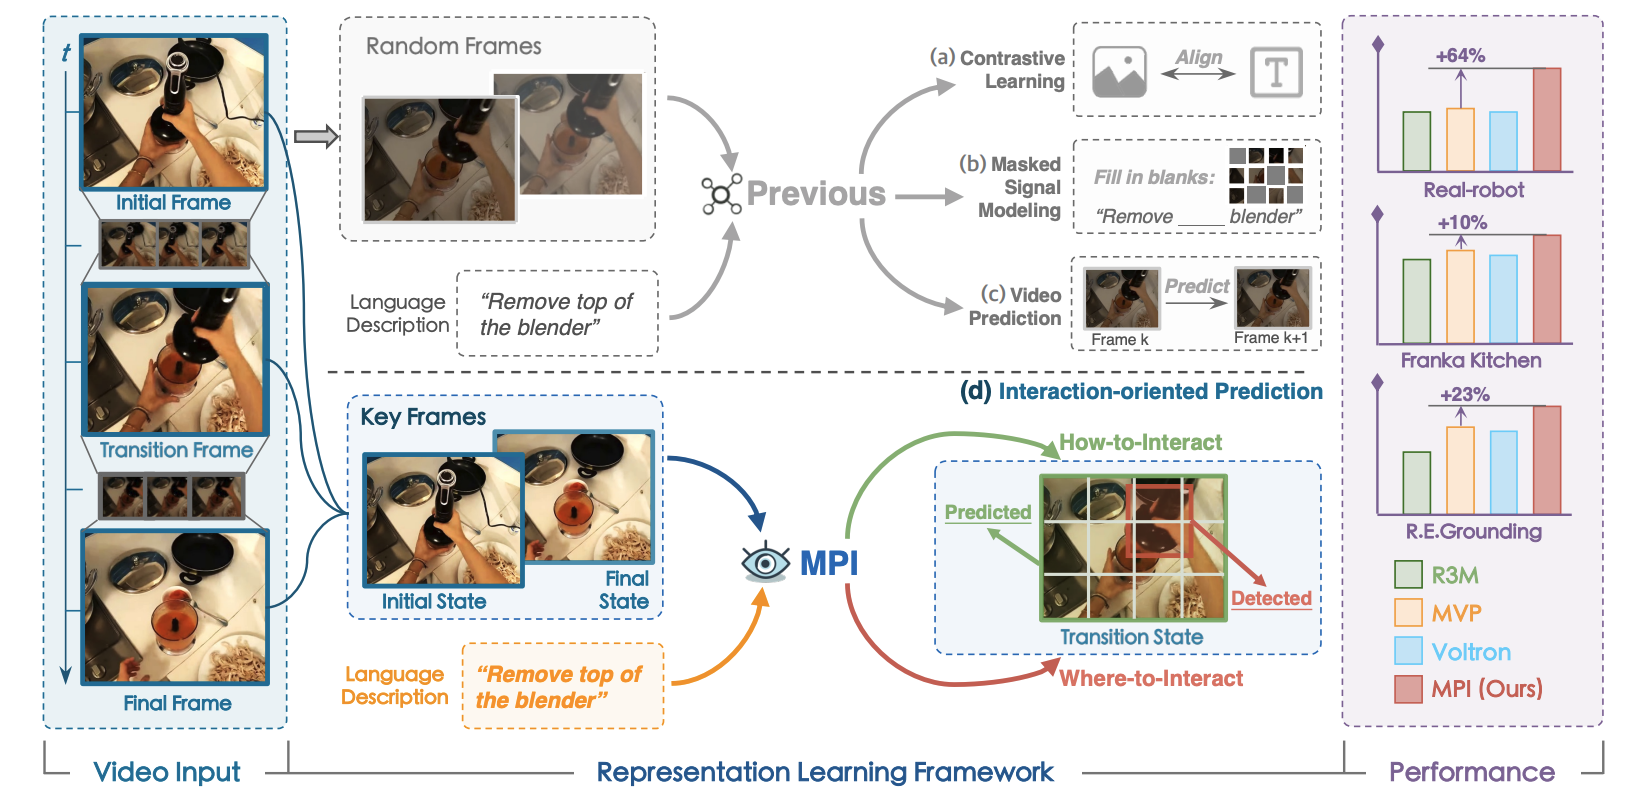 t
Initial Frame
Transition Frame
Final Frame
Random Frames
Language
Description
“Remove top of
the blender”
Previous
(a) Contrastive
Learning
Align
T
(b) Masked
Signal
Modeling
Fill in blanks:
“Remove _____ blender”
(c) Video
Prediction
Predict
Frame k
Frame k+1
(d) Interaction-oriented Prediction
Key Frames
Initial State
Final
State
Language
Description
“Remove top of
the blender”
MPI
How-to-Interact
Predicted
Detected
Transition State
Where-to-Interact
+64%
Real-robot
+10%
Franka Kitchen
+23%
R.E.Grounding
R3M
MVP
Voltron
MPI (Ours)
Video Input
Representation Learning Framework
Performance